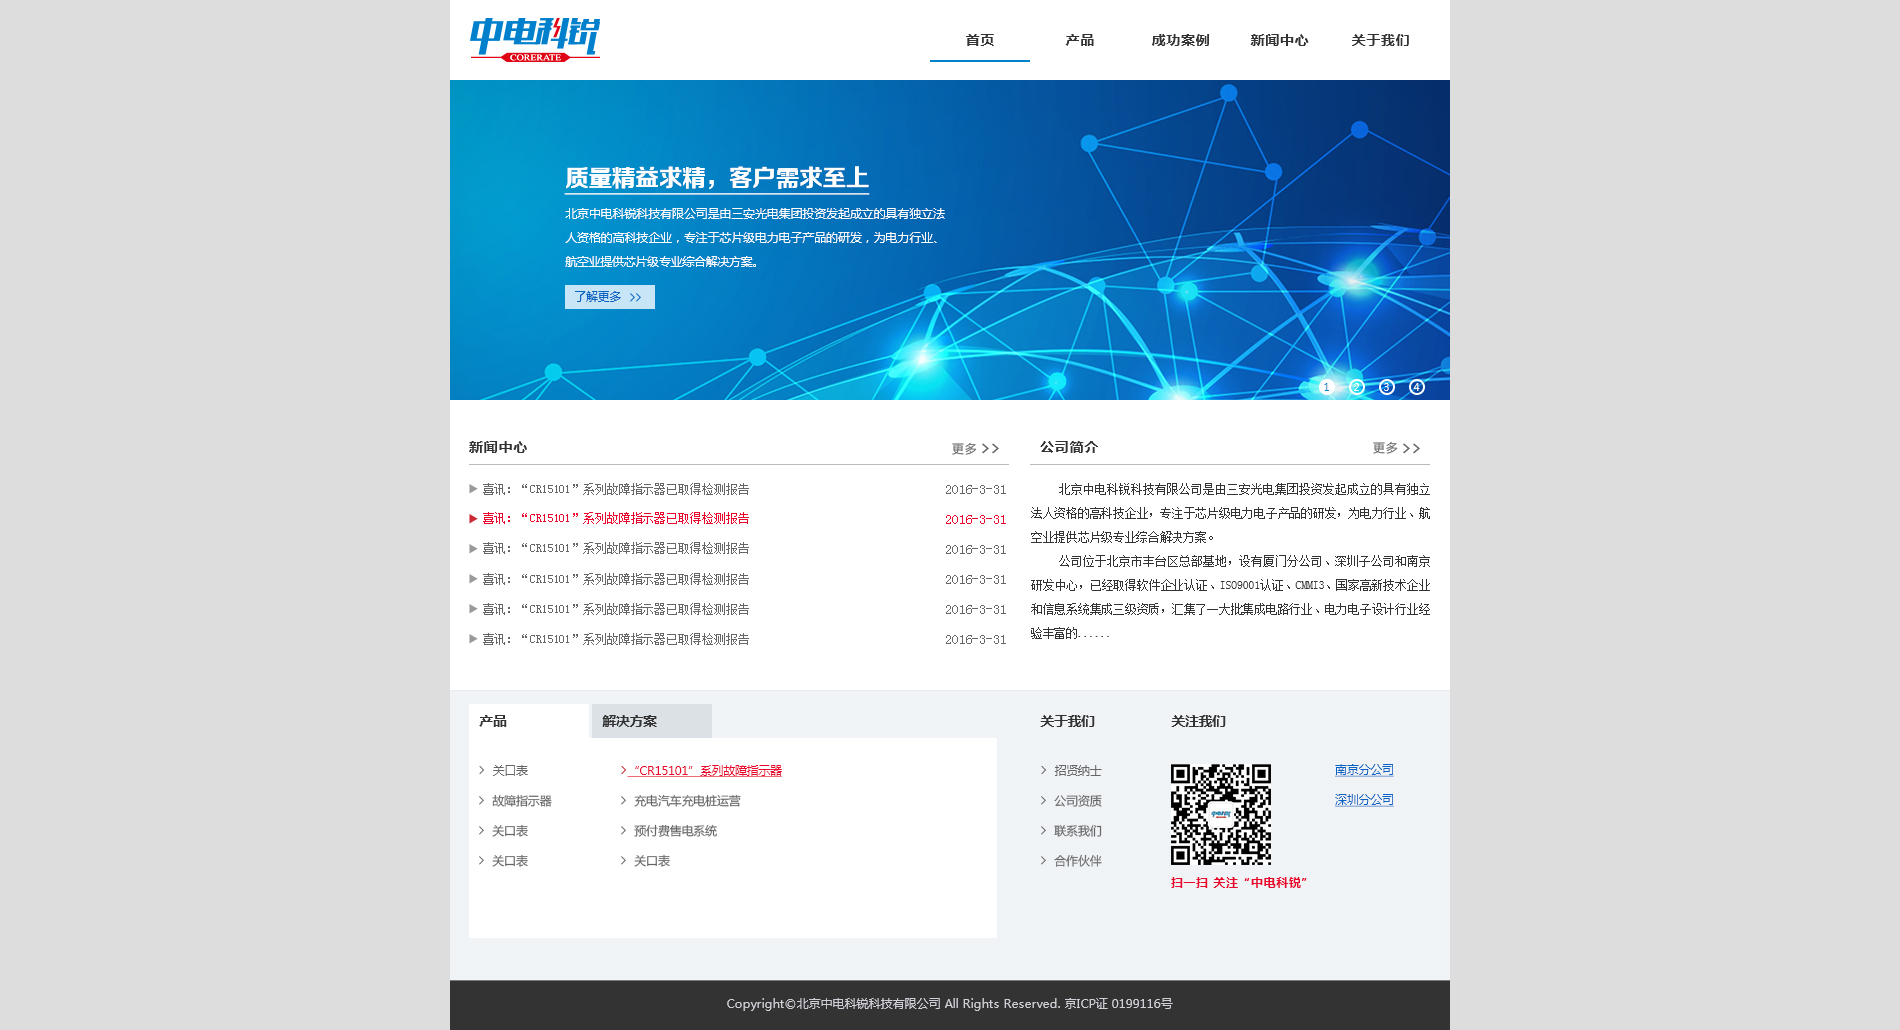 中电科锐
CORERATE
首页 产品 成功案例 新闻中心 关于我们
质量精益求精，客户需求至上
北京中电科锐科技有限公司是由三安光电集团投资发起成立的具有独立法
人资格的高科技企业，专注于芯片级电力电子产品的研发，为电力行业、
航空业提供芯片级专业综合解决方案。
了解更多 >>
1 2 3 4
新闻中心 更多 >>
喜讯：“CR15101”系列故障指示器已取得检测报告 2016-3-31
喜讯：“CR15101”系列故障指示器已取得检测报告 2016-3-31
喜讯：“CR15101”系列故障指示器已取得检测报告 2016-3-31
喜讯：“CR15101”系列故障指示器已取得检测报告 2016-3-31
喜讯：“CR15101”系列故障指示器已取得检测报告 2016-3-31
喜讯：“CR15101”系列故障指示器已取得检测报告 2016-3-31
公司简介 更多 >>
北京中电科锐科技有限公司是由三安光电集团投资发起成立的具有独立
法人资格的高科技企业，专注于芯片级电力电子产品的研发，为电力行业、航
空业提供芯片级专业综合解决方案。
公司位于北京市丰台区总部基地，设有厦门分公司、深圳子公司和南京
研发中心，已经取得软件企业认证、ISO9001认证、CMMI3、国家高新技术企业
和信息系统集成三级资质，汇集了一大批集成电路行业、电力电子设计行业经
验丰富的......
产品 解决方案
> 关口表 > “CR15101”系列故障指示器
> 故障指示器 > 充电汽车充电桩运营
> 关口表 > 预付费售电系统
> 关口表 > 关口表
关于我们
> 招贤纳士
> 公司资质
> 联系我们
> 合作伙伴
关注我们
中电科锐
扫一扫 关注“中电科锐”
南京分公司
深圳分公司
Copyright©北京中电科锐科技有限公司 All Rights Reserved. 京ICP证 0199116号